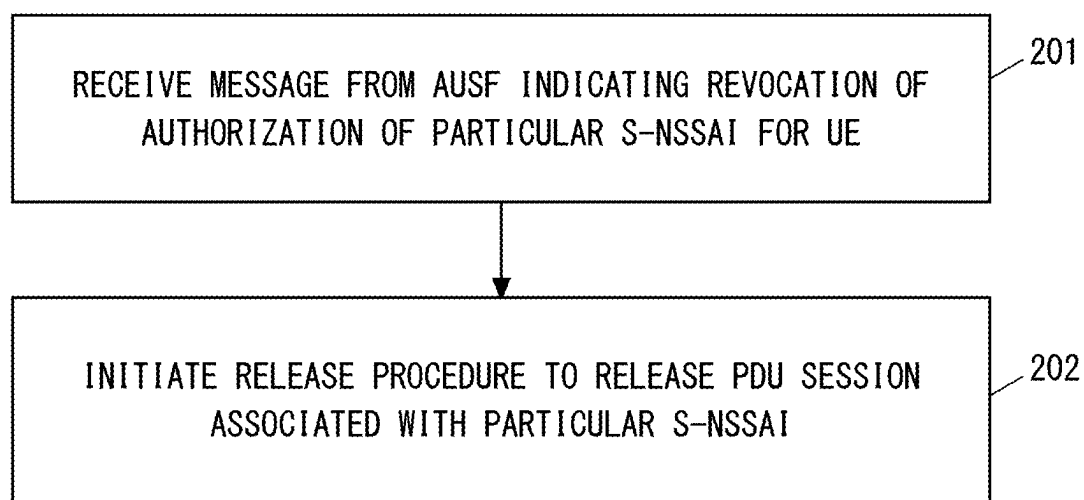 RECEIVE MESSAGE FROM AUSF INDICATING REVOCATION OF
AUTHORIZATION OF PARTICULAR S-NSSAI FOR UE
201
INITIATE RELEASE PROCEDURE TO RELEASE PDU SESSION
ASSOCIATED WITH PARTICULAR S-NSSAI
202